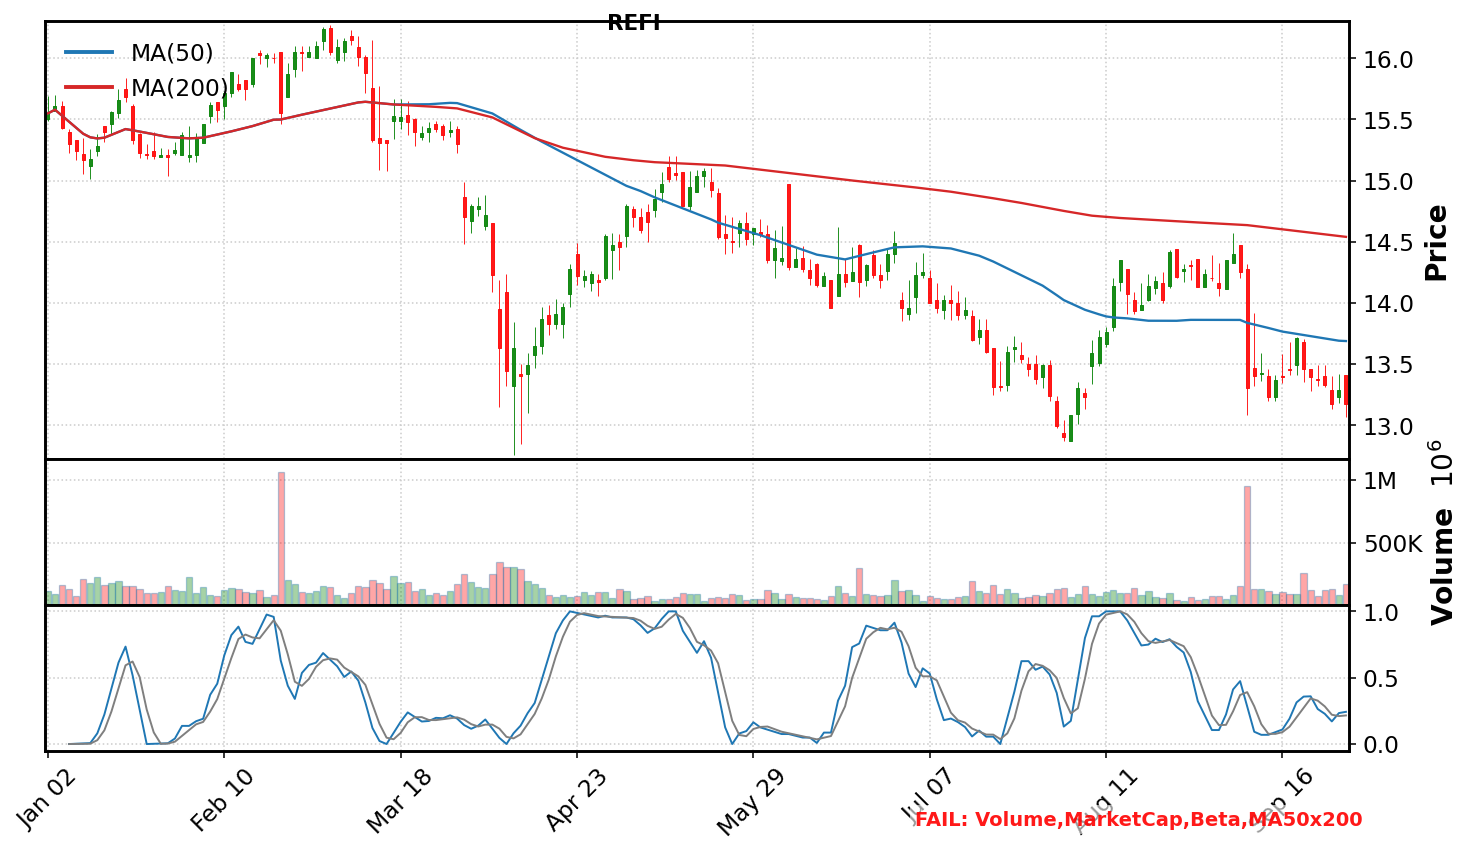 REFI
MA(50)
MA(200)
16.0
15.5
15.0
14.5
14.0
13.5
13.0
Price
1M
500K
Volume 10^6
1.0
0.5
0.0
Jan 02
Feb 10
Mar 18
Apr 23
May 29
Jul 07
Aug 11
Sep 16
FAIL: Volume,MarketCap,Beta,MA50x200